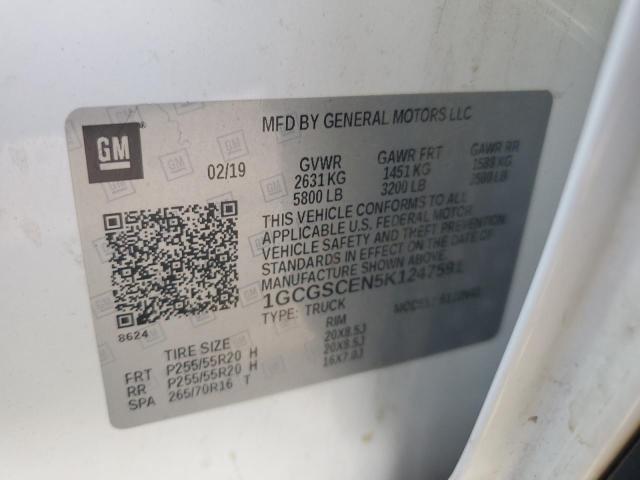 GM
MFD BY GENERAL MOTORS LLC
02/19 GVWR GAWR FRT GAWR RR
2631 KG 1451 KG 1588 KG
5800 LB 3200 LB 3500 LB
THIS VEHICLE CONFORMS TO ALL
APPLICABLE U.S. FEDERAL MOTOR
VEHICLE SAFETY AND THEFT PREVENTION
STANDARDS IN EFFECT ON THE DATE OF
MANUFACTURE SHOWN ABOVE.
1GCGSCEN5K1247591
8624 TYPE: TRUCK MODEL:
TIRE SIZE RIM
FRT P255/55R20 H 20X8.5J
RR P255/55R20 H 20X8.5J
SPA 265/70R16 T 16X7.0J